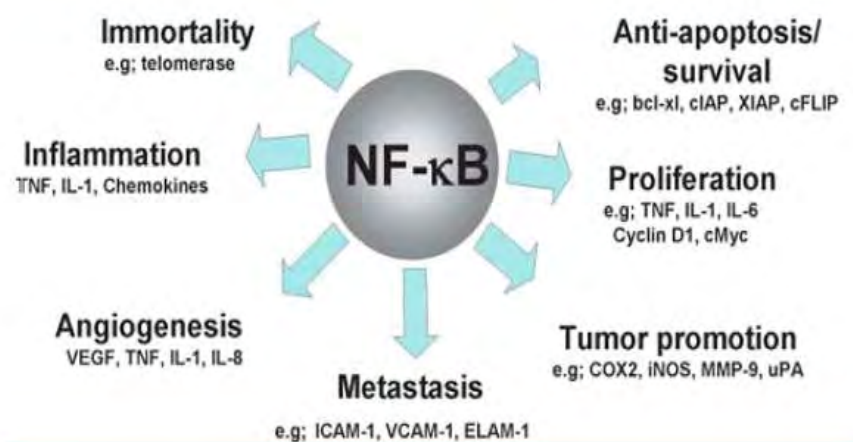 Immortality
e.g; telomerase
Anti-apoptosis/
survival
e.g; bcl-xl, cIAP, XIAP, cFLIP
Inflammation
TNF, IL-1, Chemokines
NF-κB
Proliferation
e.g; TNF, IL-1, IL-6
Cyclin D1, cMyc
Angiogenesis
VEGF, TNF, IL-1, IL-8
Tumor promotion
e.g; COX2, iNOS, MMP-9, uPA
Metastasis
e.g; ICAM-1, VCAM-1, ELAM-1